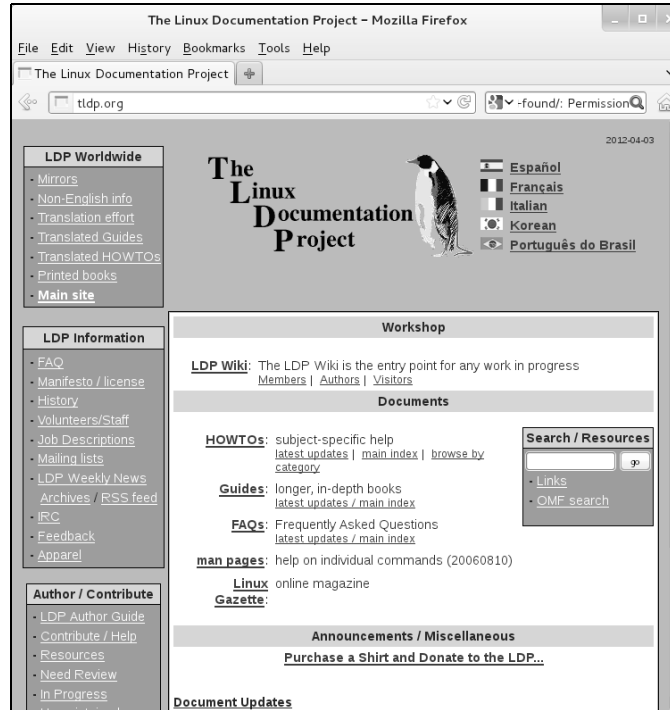 The Linux Documentation Project – Mozilla Firefox
File Edit View History Bookmarks Tools Help
The Linux Documentation Project
tldp.org
-found/: Permission
2012-04-03
LDP Worldwide
- Mirrors
- Non-English info
- Translation effort
- Translated Guides
- Translated HOWTOs
- Printed books
- Main site
The
Linux
Documentation
Project
Español
Français
Italian
Korean
Português do Brasil
LDP Information
- FAQ
- Manifesto / license
- History
- Volunteers/Staff
- Job Descriptions
- Mailing lists
- LDP Weekly News
Archives / RSS feed
- IRC
- Feedback
- Apparel
Author / Contribute
- LDP Author Guide
- Contribute / Help
- Resources
- Need Review
- In Progress
Workshop
LDP Wiki: The LDP Wiki is the entry point for any work in progress
Members | Authors | Visitors
Documents
HOWTOs: subject-specific help
latest updates | main index | browse by
category
Guides: longer, in-depth books
latest updates / main index
FAQs: Frequently Asked Questions
latest updates / main index
man pages: help on individual commands (20060810)
Linux online magazine
Gazette:
Search / Resources
go
- Links
- OMF search
Announcements / Miscellaneous
Purchase a Shirt and Donate to the LDP...
Document Updates